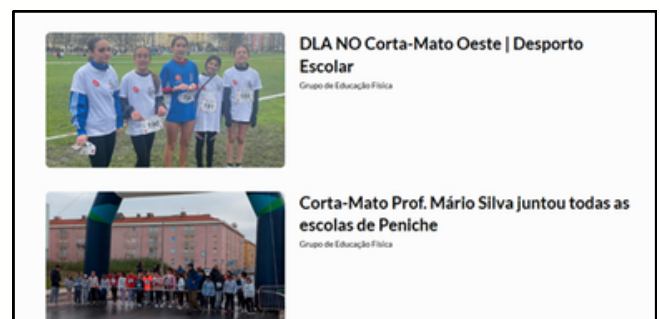 DLA NO Corta-Mato Oeste | Desporto
Escolar
Grupo de Educação Física
Corta-Mato Prof. Mário Silva juntou todas as
escolas de Peniche
Grupo de Educação Física